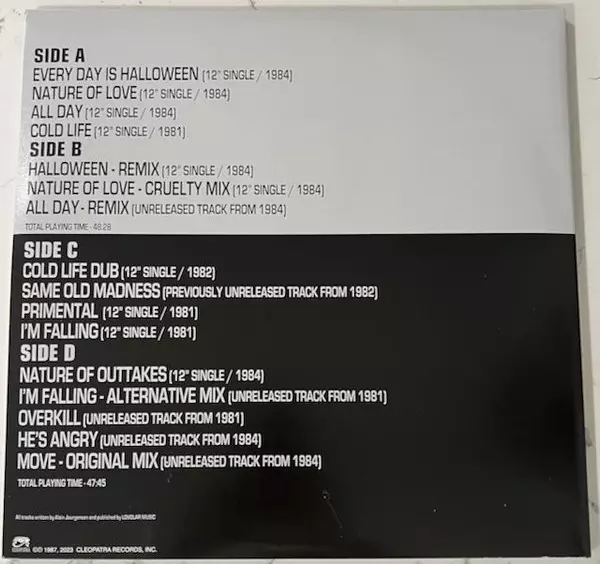 SIDE A
EVERY DAY IS HALLOWEEN (12" SINGLE / 1984)
NATURE OF LOVE (12" SINGLE / 1984)
ALL DAY (12" SINGLE / 1984)
COLD LIFE (12" SINGLE / 1981)
SIDE B
HALLOWEEN - REMIX (12" SINGLE / 1984)
NATURE OF LOVE - CRUELTY MIX (12" SINGLE / 1984)
ALL DAY - REMIX (UNRELEASED TRACK FROM 1984)
TOTAL PLAYING TIME - 48:28
SIDE C
COLD LIFE DUB (12" SINGLE / 1982)
SAME OLD MADNESS (PREVIOUSLY UNRELEASED TRACK FROM 1982)
PRIMENTAL (12" SINGLE / 1981)
I'M FALLING (12" SINGLE / 1981)
SIDE D
NATURE OF OUTTAKES (12" SINGLE / 1984)
I'M FALLING - ALTERNATIVE MIX (UNRELEASED TRACK FROM 1981)
OVERKILL (UNRELEASED TRACK FROM 1981)
HE'S ANGRY (UNRELEASED TRACK FROM 1984)
MOVE - ORIGINAL MIX (UNRELEASED TRACK FROM 1984)
TOTAL PLAYING TIME - 47:45
All tracks written by Alain Jourgensen and published by LOVOLAR MUSIC
©℗ 1987, 2023 CLEOPATRA RECORDS, INC.